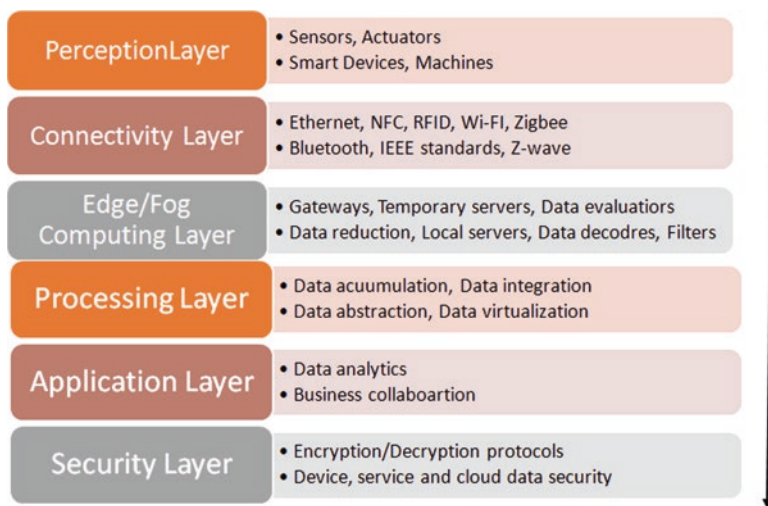 PerceptionLayer
• Sensors, Actuators
• Smart Devices, Machines
Connectivity Layer
• Ethernet, NFC, RFID, Wi-FI, Zigbee
• Bluetooth, IEEE standards, Z-wave
Edge/Fog
Computing Layer
• Gateways, Temporary servers, Data evaluatiors
• Data reduction, Local servers, Data decodres, Filters
Processing Layer
• Data acuumulation, Data integration
• Data abstraction, Data virtualization
Application Layer
• Data analytics
• Business collaboartion
Security Layer
• Encryption/Decryption protocols
• Device, service and cloud data security